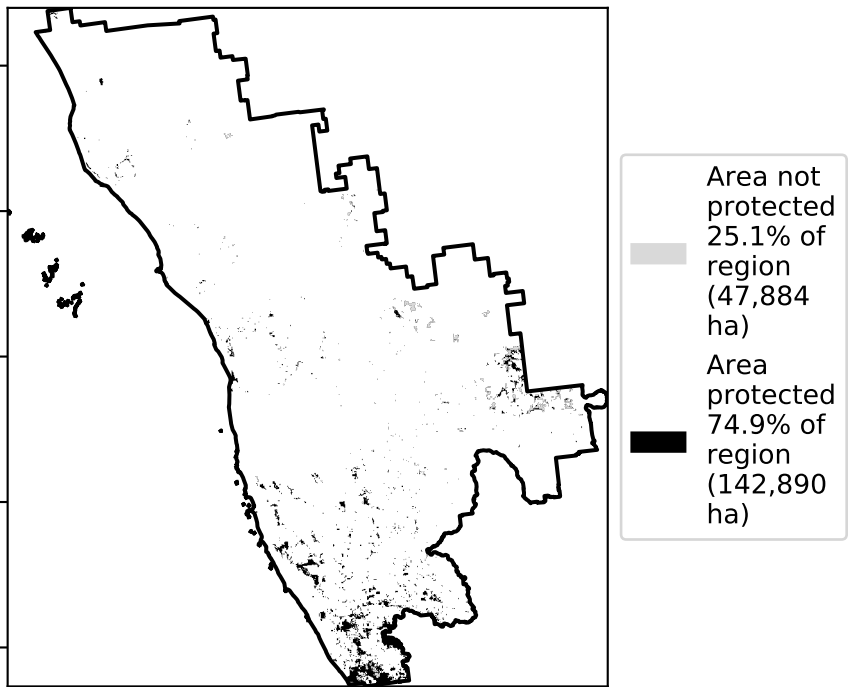 Area not
protected
25.1% of
region
(47,884
ha)
Area
protected
74.9% of
region
(142,890
ha)